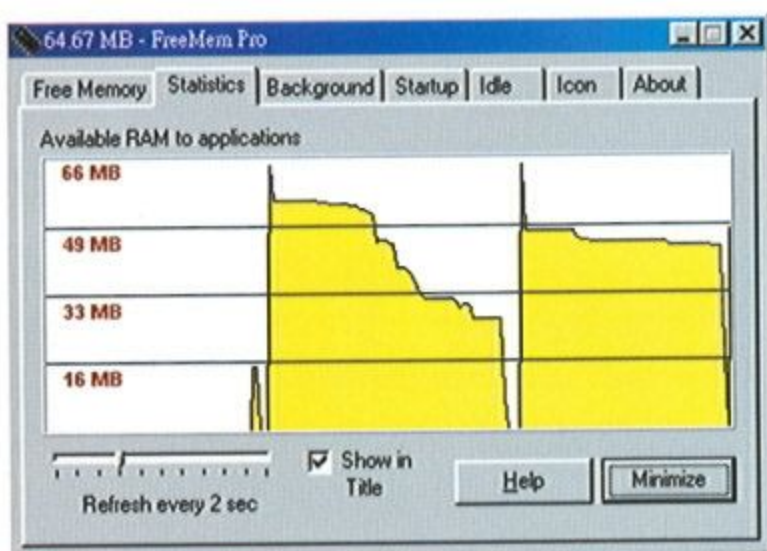 64.67 MB - FreeMem Pro
Free Memory Statistics Background Startup Idle Icon About
Available RAM to applications
66 MB
49 MB
33 MB
16 MB
Show in
Title
Refresh every 2 sec
Help
Minimize